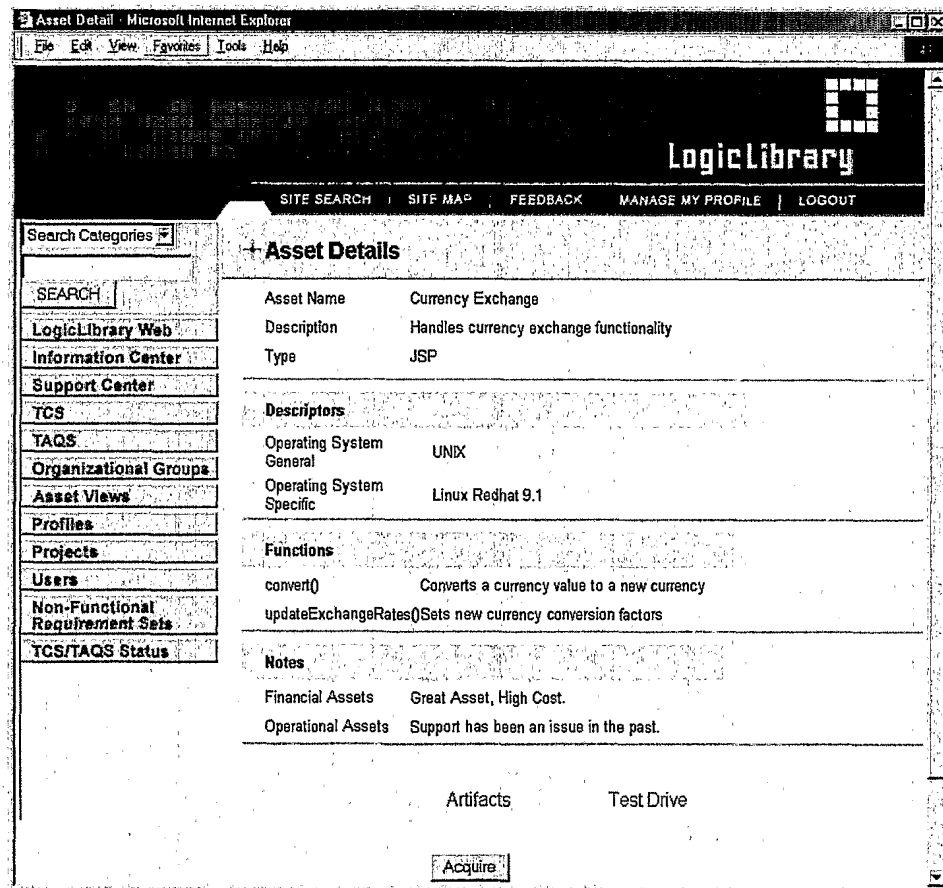 Asset Detail - Microsoft Internet Explorer
File Edit View Favorites Tools Help
LogicLibrary
SITE SEARCH | SITE MAP | FEEDBACK MANAGE MY PROFILE | LOGOUT
Search Categories
SEARCH
LogicLibrary Web
Information Center
Support Center
TCS
TAQS
Organizational Groups
Asset Views
Profiles
Projects
Users
Non-Functional
Requirement Sets
TCS/TAQS Status
Asset Details
Asset Name Currency Exchange
Description Handles currency exchange functionality
Type JSP
Descriptors
Operating System
General UNIX
Operating System
Specific Linux Redhat 9.1
Functions
convert() Converts a currency value to a new currency
updateExchangeRates()Sets new currency conversion factors
Notes
Financial Assets Great Asset, High Cost.
Operational Assets Support has been an issue in the past.
Artifacts Test Drive
Acquire